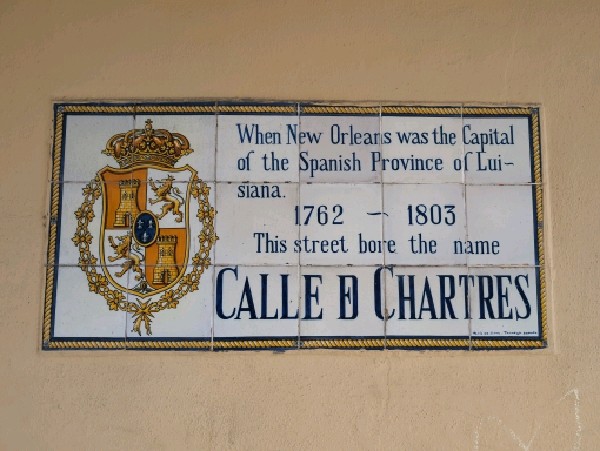 When New Orleans was the Capital
of the Spanish Province of Lui-
siana.
1762 — 1803
This street bore the name
CALLE D CHARTRES